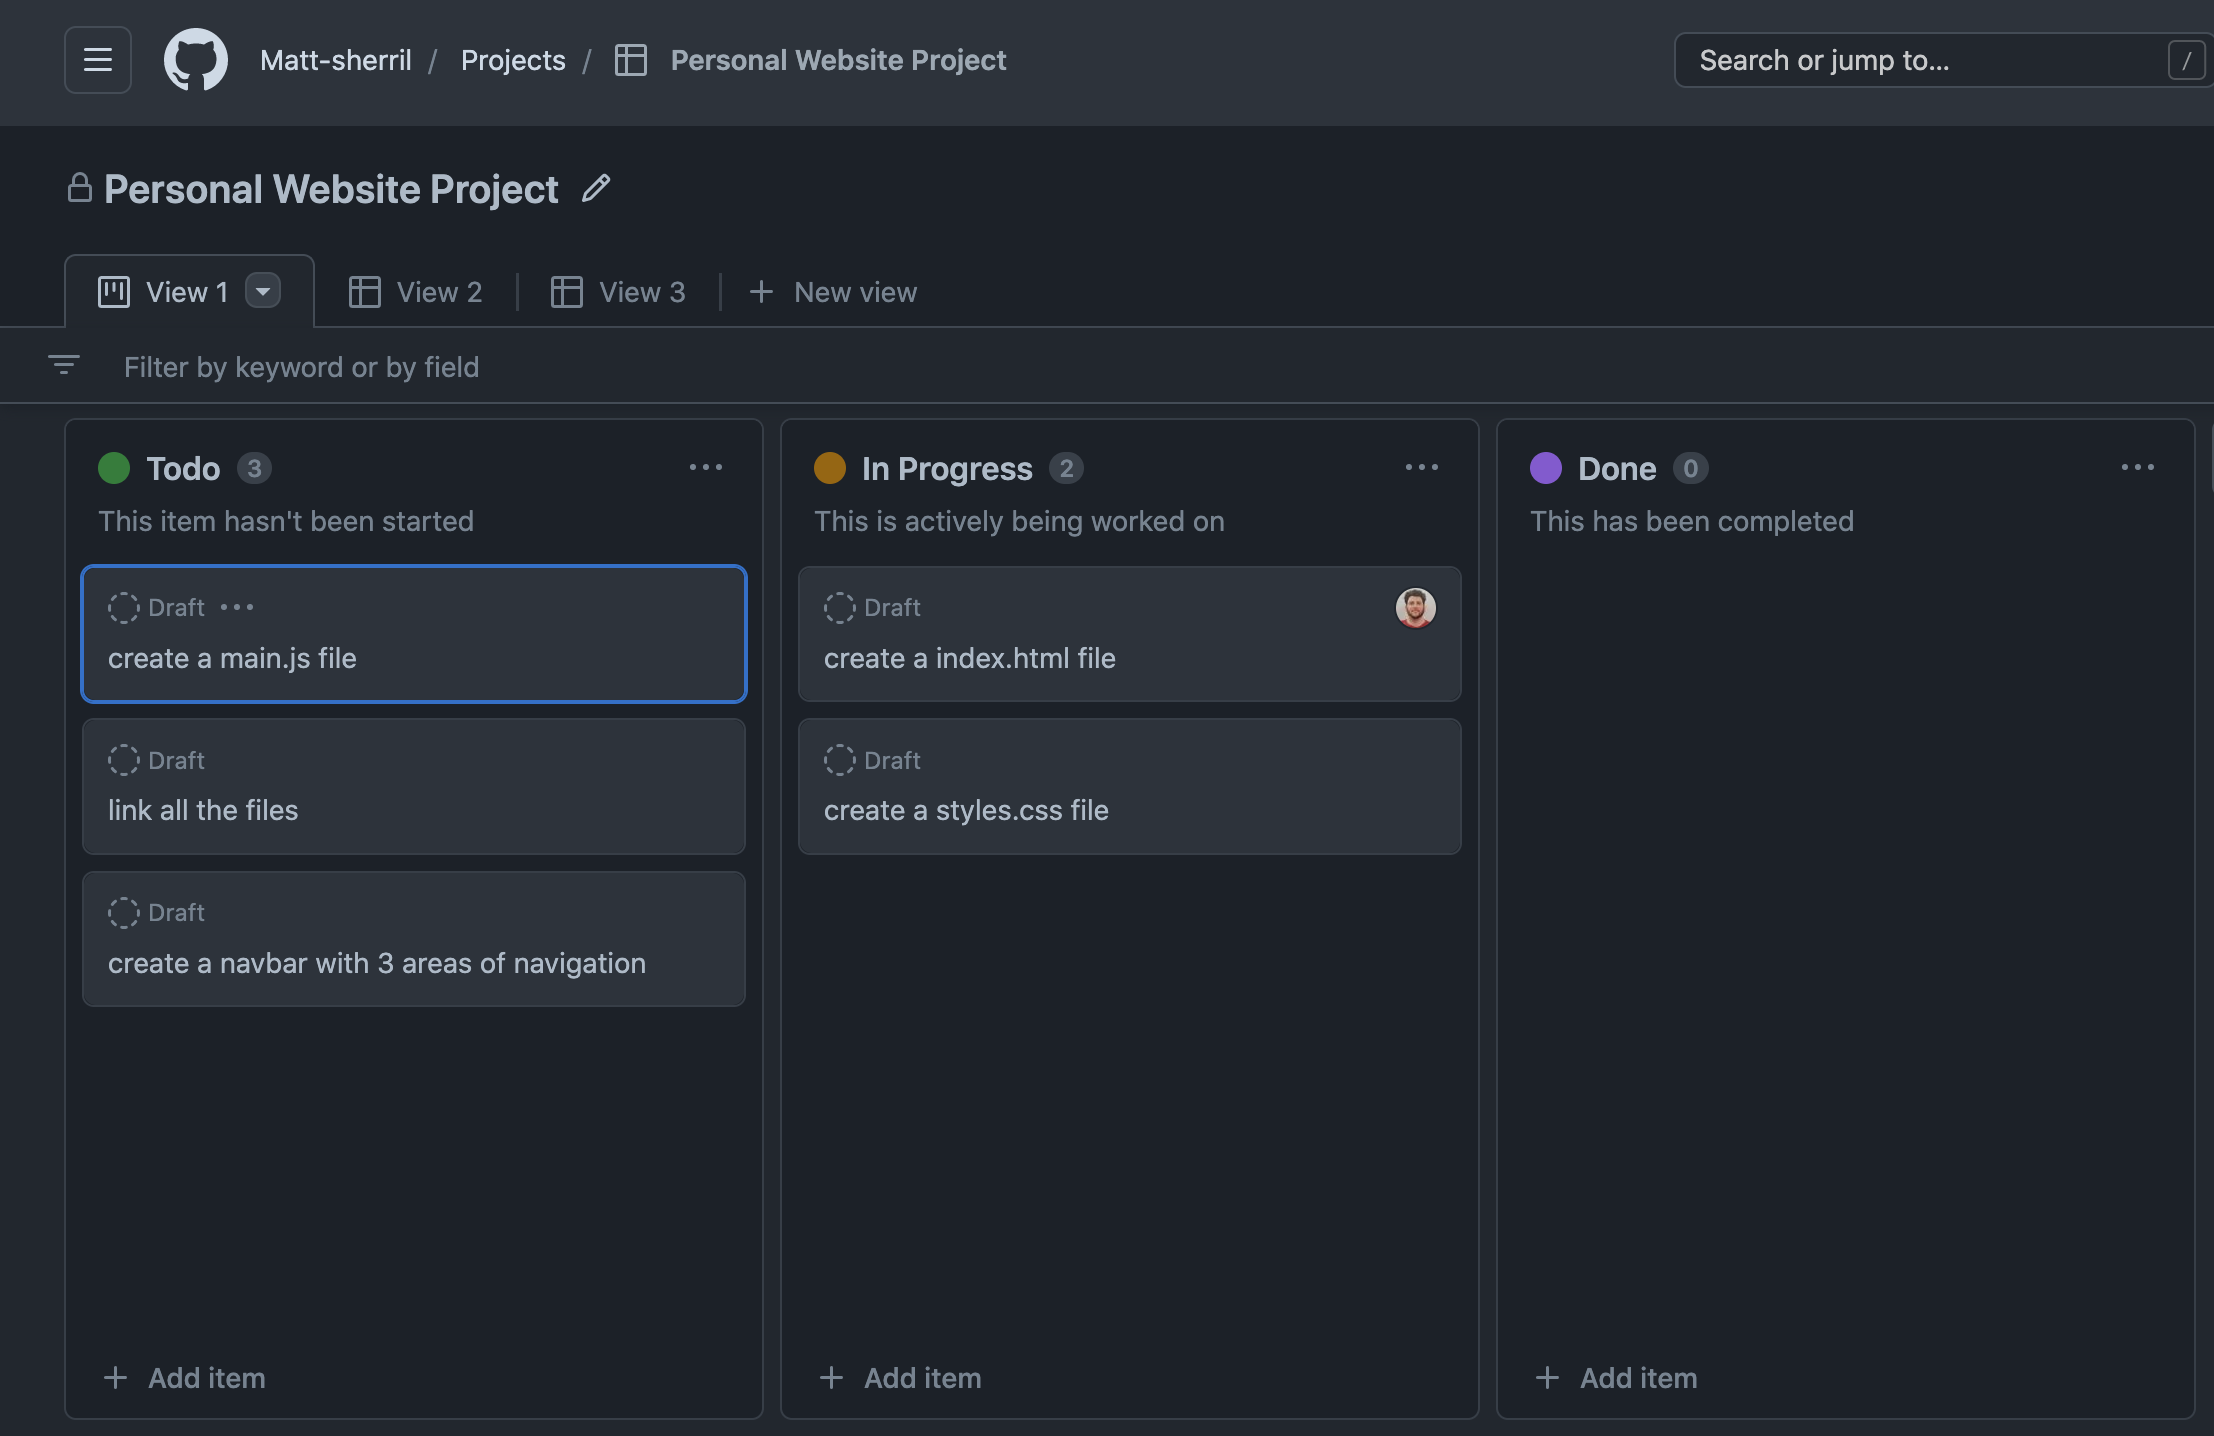 Matt-sherril / Projects / Personal Website Project
Search or jump to... /
Personal Website Project
View 1 View 2 View 3 + New view
Filter by keyword or by field
Todo 3
This item hasn't been started
Draft ...
create a main.js file
Draft
link all the files
Draft
create a navbar with 3 areas of navigation
+ Add item
In Progress 2
This is actively being worked on
Draft
create a index.html file
Draft
create a styles.css file
+ Add item
Done 0
This has been completed
+ Add item